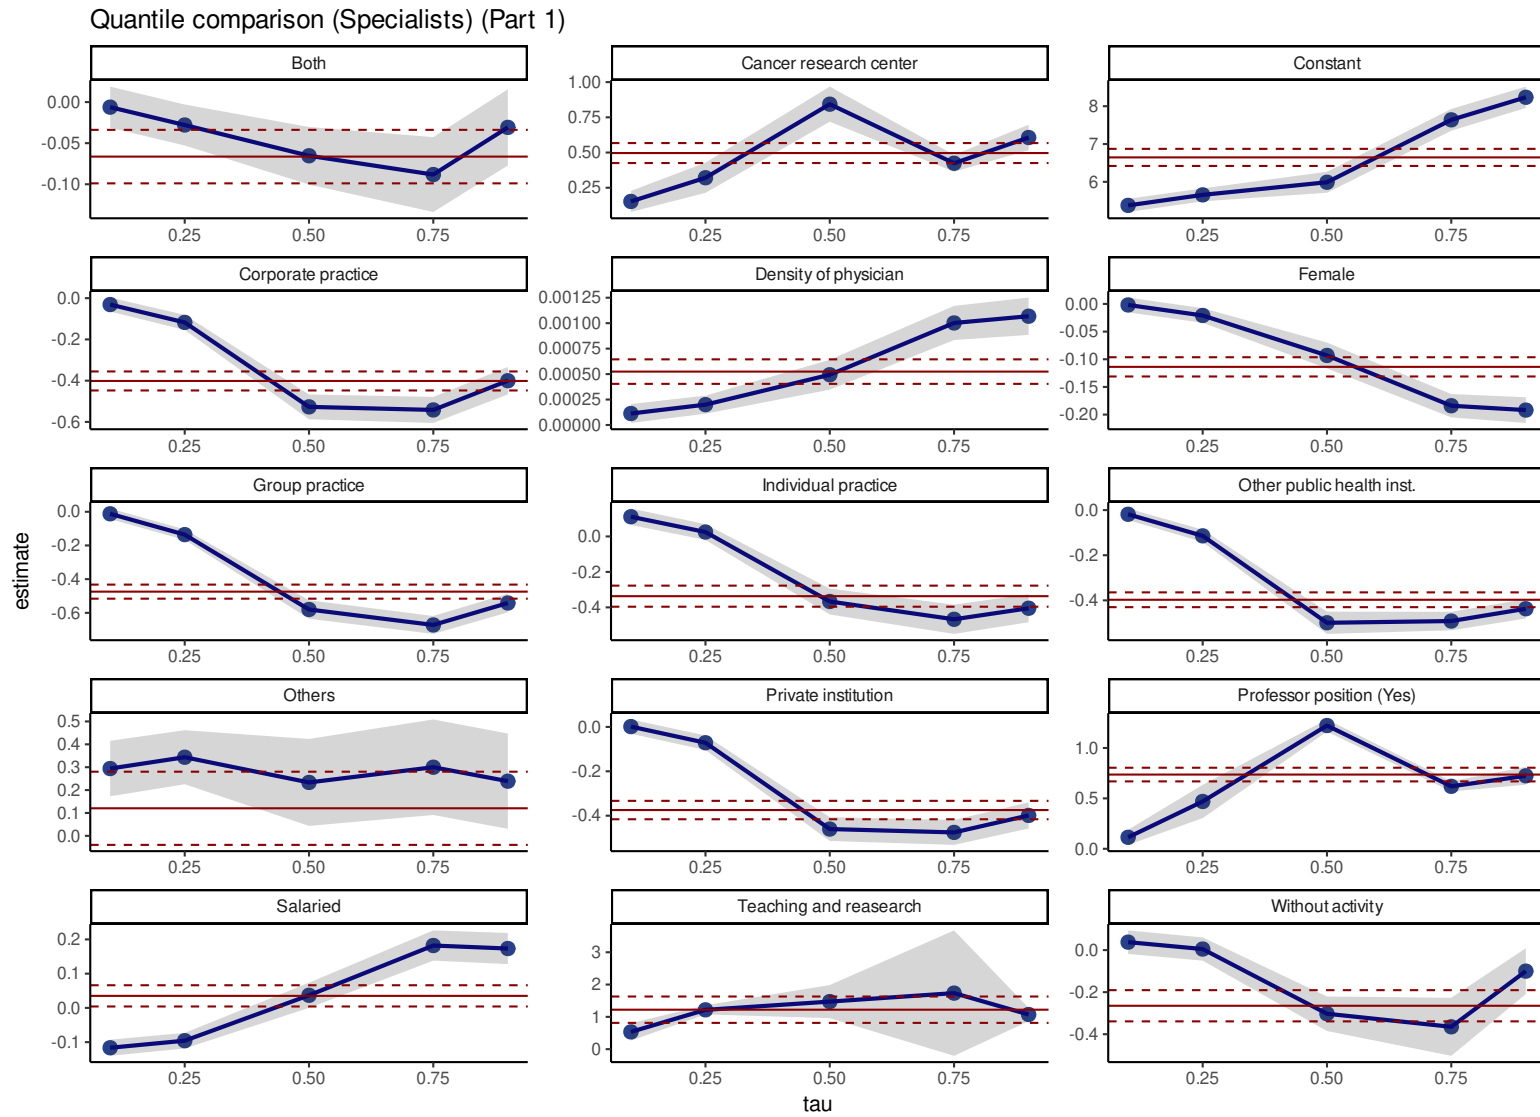 Quantile comparison (Specialists) (Part 1)
Both
Cancer research center
Constant
0.00
-0.05
-0.10
0.25 0.50 0.75
1.00
0.75
0.50
0.25
0.25 0.50 0.75
8
7
6
0.25 0.50 0.75
Corporate practice
Density of physician
Female
0.0
-0.2
-0.4
-0.6
0.25 0.50 0.75
0.00125
0.00100
0.00075
0.00050
0.00025
0.00000
0.25 0.50 0.75
0.00
-0.05
-0.10
-0.15
-0.20
0.25 0.50 0.75
Group practice
Individual practice
Other public health inst.
0.0
-0.2
-0.4
-0.6
0.25 0.50 0.75
0.0
-0.2
-0.4
0.25 0.50 0.75
0.0
-0.2
-0.4
0.25 0.50 0.75
estimate
Others
Private institution
Professor position (Yes)
0.5
0.4
0.3
0.2
0.1
0.0
0.25 0.50 0.75
0.0
-0.2
-0.4
0.25 0.50 0.75
1.0
0.5
0.0
0.25 0.50 0.75
Salaried
Teaching and reasearch
Without activity
0.2
0.1
0.0
-0.1
0.25 0.50 0.75
3
2
1
0
0.25 0.50 0.75
0.0
-0.2
-0.4
0.25 0.50 0.75
tau